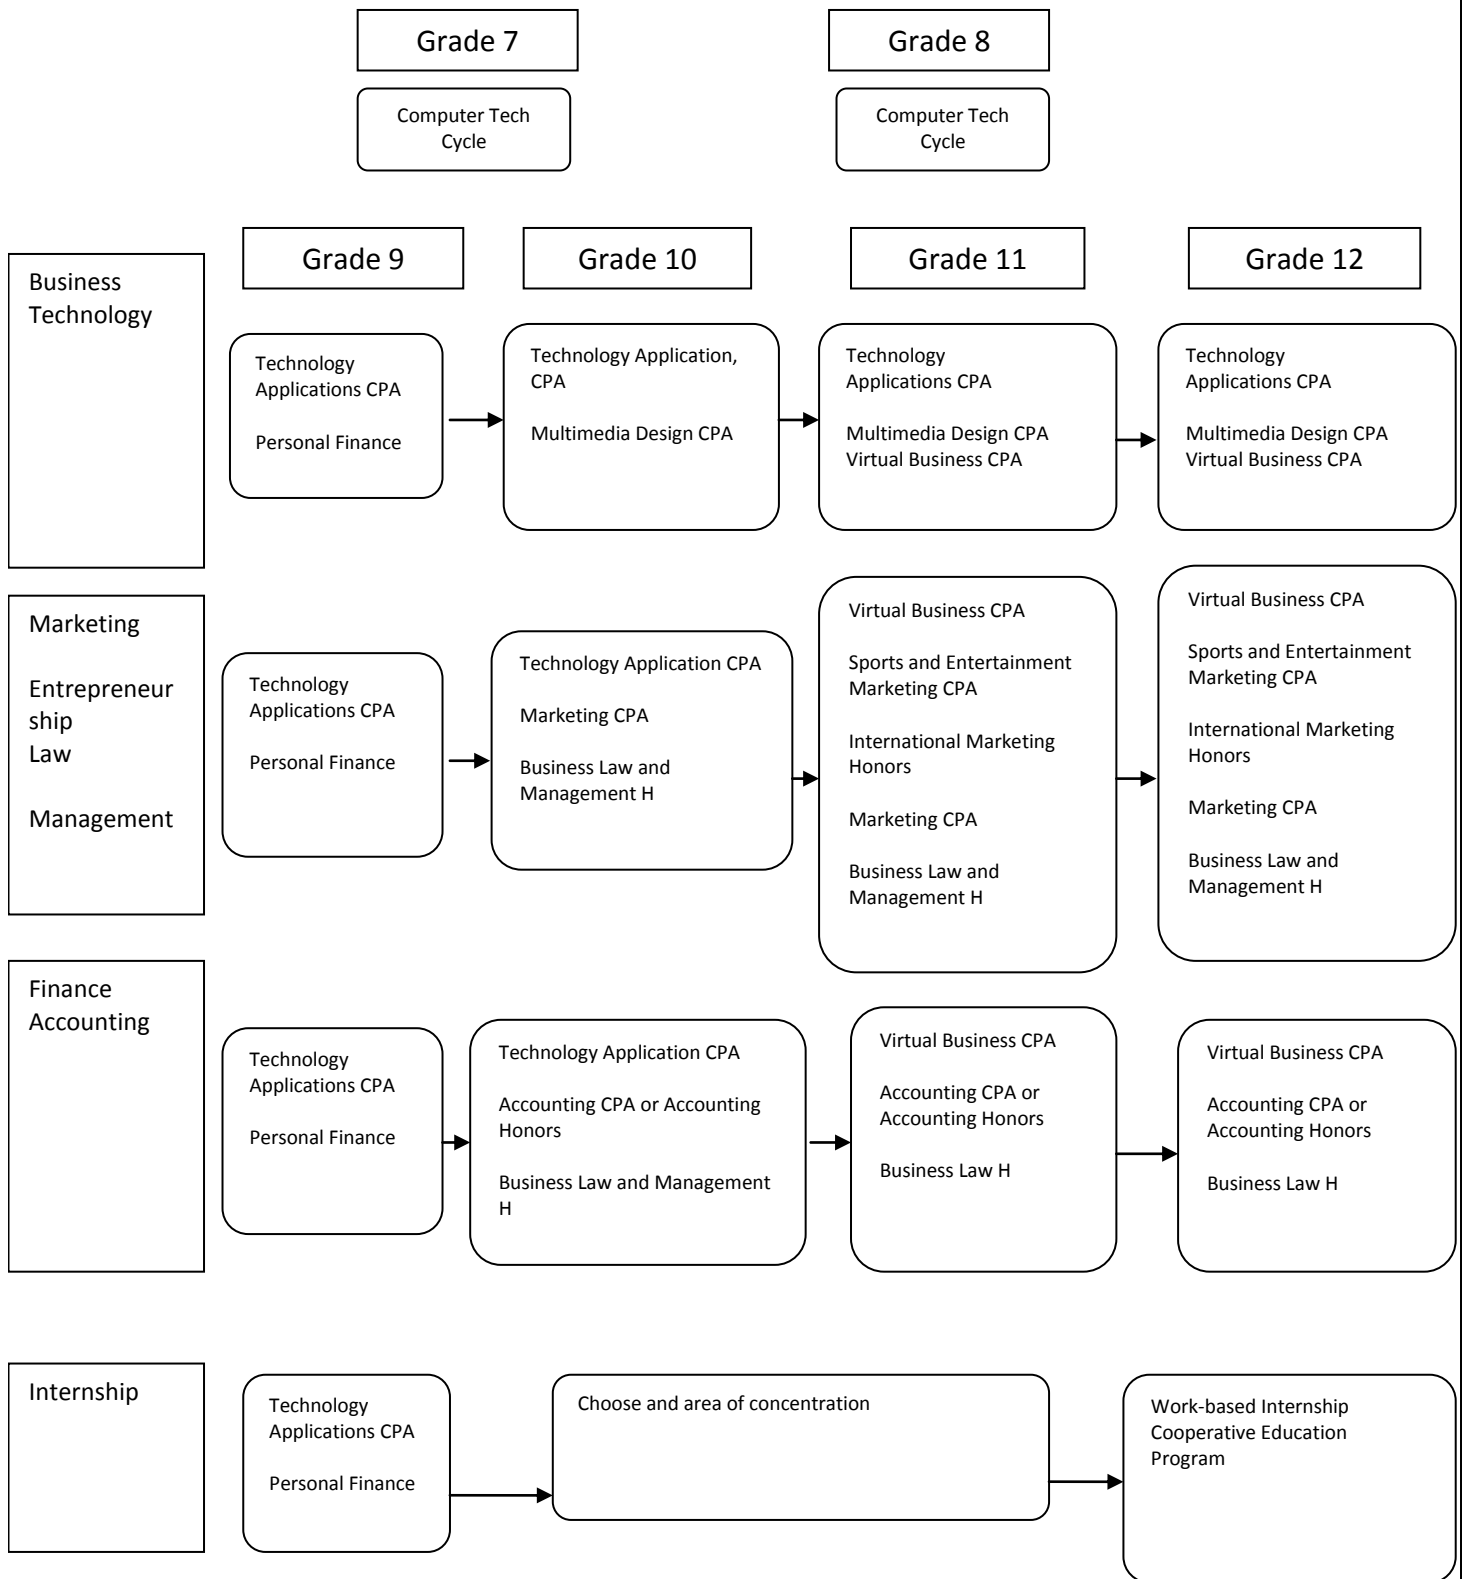 Grade 7
Grade 8
Computer Tech
Cycle
Computer Tech
Cycle
Grade 9
Grade 10
Grade 11
Grade 12
Business
Technology
Technology
Applications CPA
Personal Finance
Technology Application,
CPA
Multimedia Design CPA
Technology
Applications CPA
Multimedia Design CPA
Virtual Business CPA
Technology
Applications CPA
Multimedia Design CPA
Virtual Business CPA
Marketing
Entrepreneur
ship
Law
Management
Technology
Applications CPA
Personal Finance
Technology Application CPA
Marketing CPA
Business Law and
Management H
Virtual Business CPA
Sports and Entertainment
Marketing CPA
International Marketing
Honors
Marketing CPA
Business Law and
Management H
Virtual Business CPA
Sports and Entertainment
Marketing CPA
International Marketing
Honors
Marketing CPA
Business Law and
Management H
Finance
Accounting
Technology
Applications CPA
Personal Finance
Technology Application CPA
Accounting CPA or Accounting
Honors
Business Law and Management
H
Virtual Business CPA
Accounting CPA or
Accounting Honors
Business Law H
Virtual Business CPA
Accounting CPA or
Accounting Honors
Business Law H
Internship
Technology
Applications CPA
Personal Finance
Choose and area of concentration
Work-based Internship
Cooperative Education
Program